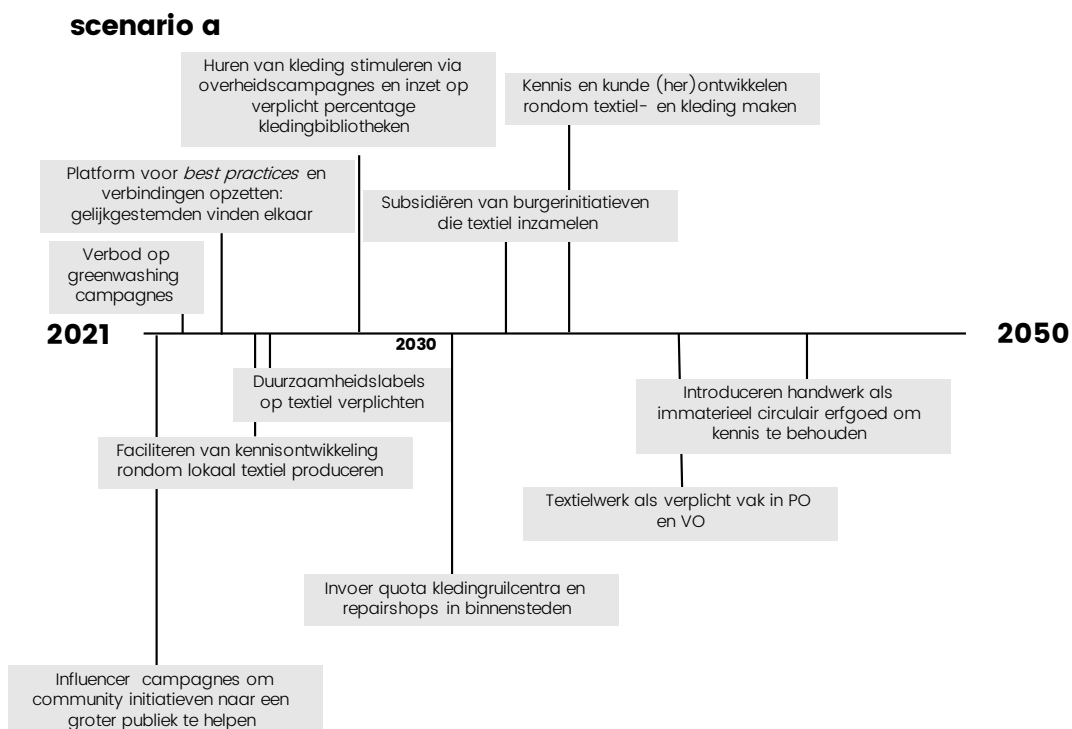 scenario a
Huren van kleding stimuleren via
overheidscampagnes en inzet op
verplicht percentage
kledingbibliotheken
Kennis en kunde (her)ontwikkelen
rondom textiel- en kleding maken
Platform voor best practices en
verbindingen opzetten:
gelijkgestemden vinden elkaar
Subsidiëren van burgerinitiatieven
die textiel inzamelen
Verbod op
greenwashing
campagnes
2021
2030
2050
Duurzaamheidslabels
op textiel verplichten
Introduceren handwerk als
immaterieel circulair erfgoed om
kennis te behouden
Faciliteren van kennisontwikkeling
rondom lokaal textiel produceren
Textielwerk als verplicht vak in PO
en VO
Invoer quota kledingruilcentra en
repairshops in binnensteden
Influencer campagnes om
community initiatieven naar een
groter publiek te helpen